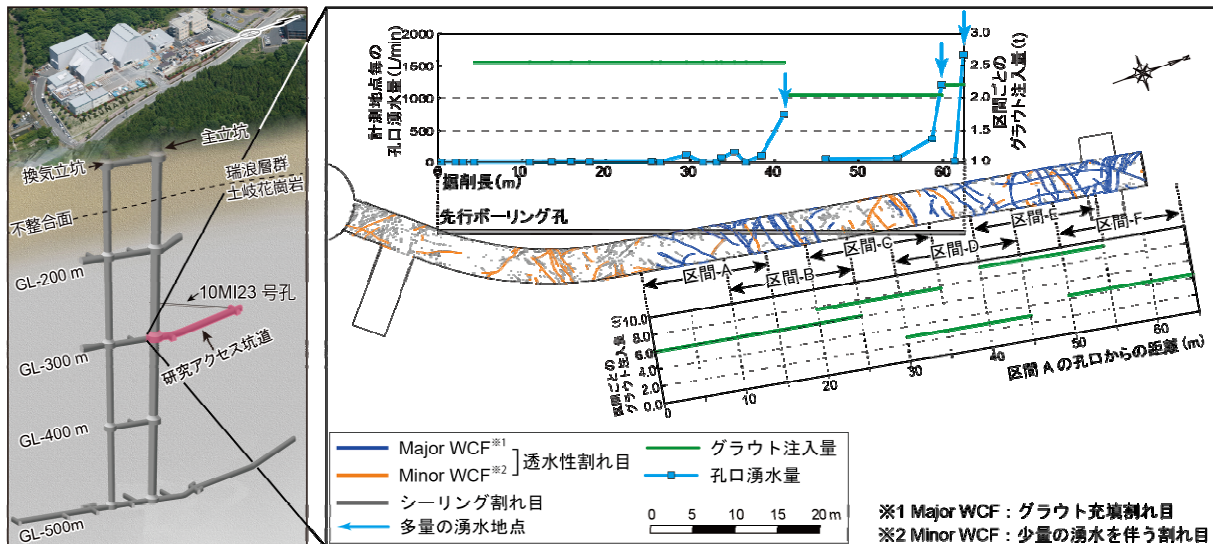 主立坑
換気立坑
瑞浪層群
土岐花崗岩
不整合面
GL-200 m
10MI23 号孔
GL-300 m
研究アクセス坑道
GL-400 m
GL-500m
計測地点毎の
孔口湧水量(L/min)
2000
1500
1000
500
0
3.0
2.5
2.0
1.5
1.0
区間ごとの
グラウト注入量(t)
0
10
20
30
40
50
60
掘削長(m)
先行ボーリング孔
区間-A
区間-B
区間-C
区間-D
区間-E
区間-F
区間ごとの
グラウト注入量(t)
10.0
8.0
6.0
4.0
2.0
0.0
0
10
20
30
40
50
60
区間Aの孔口からの距離(m)
Major WCF※1
Minor WCF※2
透水性割れ目
シーリング割れ目
多量の湧水地点
グラウト注入量
孔口湧水量
0 5 10 15 20 m
※1 Major WCF:グラウト充填割れ目
※2 Minor WCF:少量の湧水を伴う割れ目